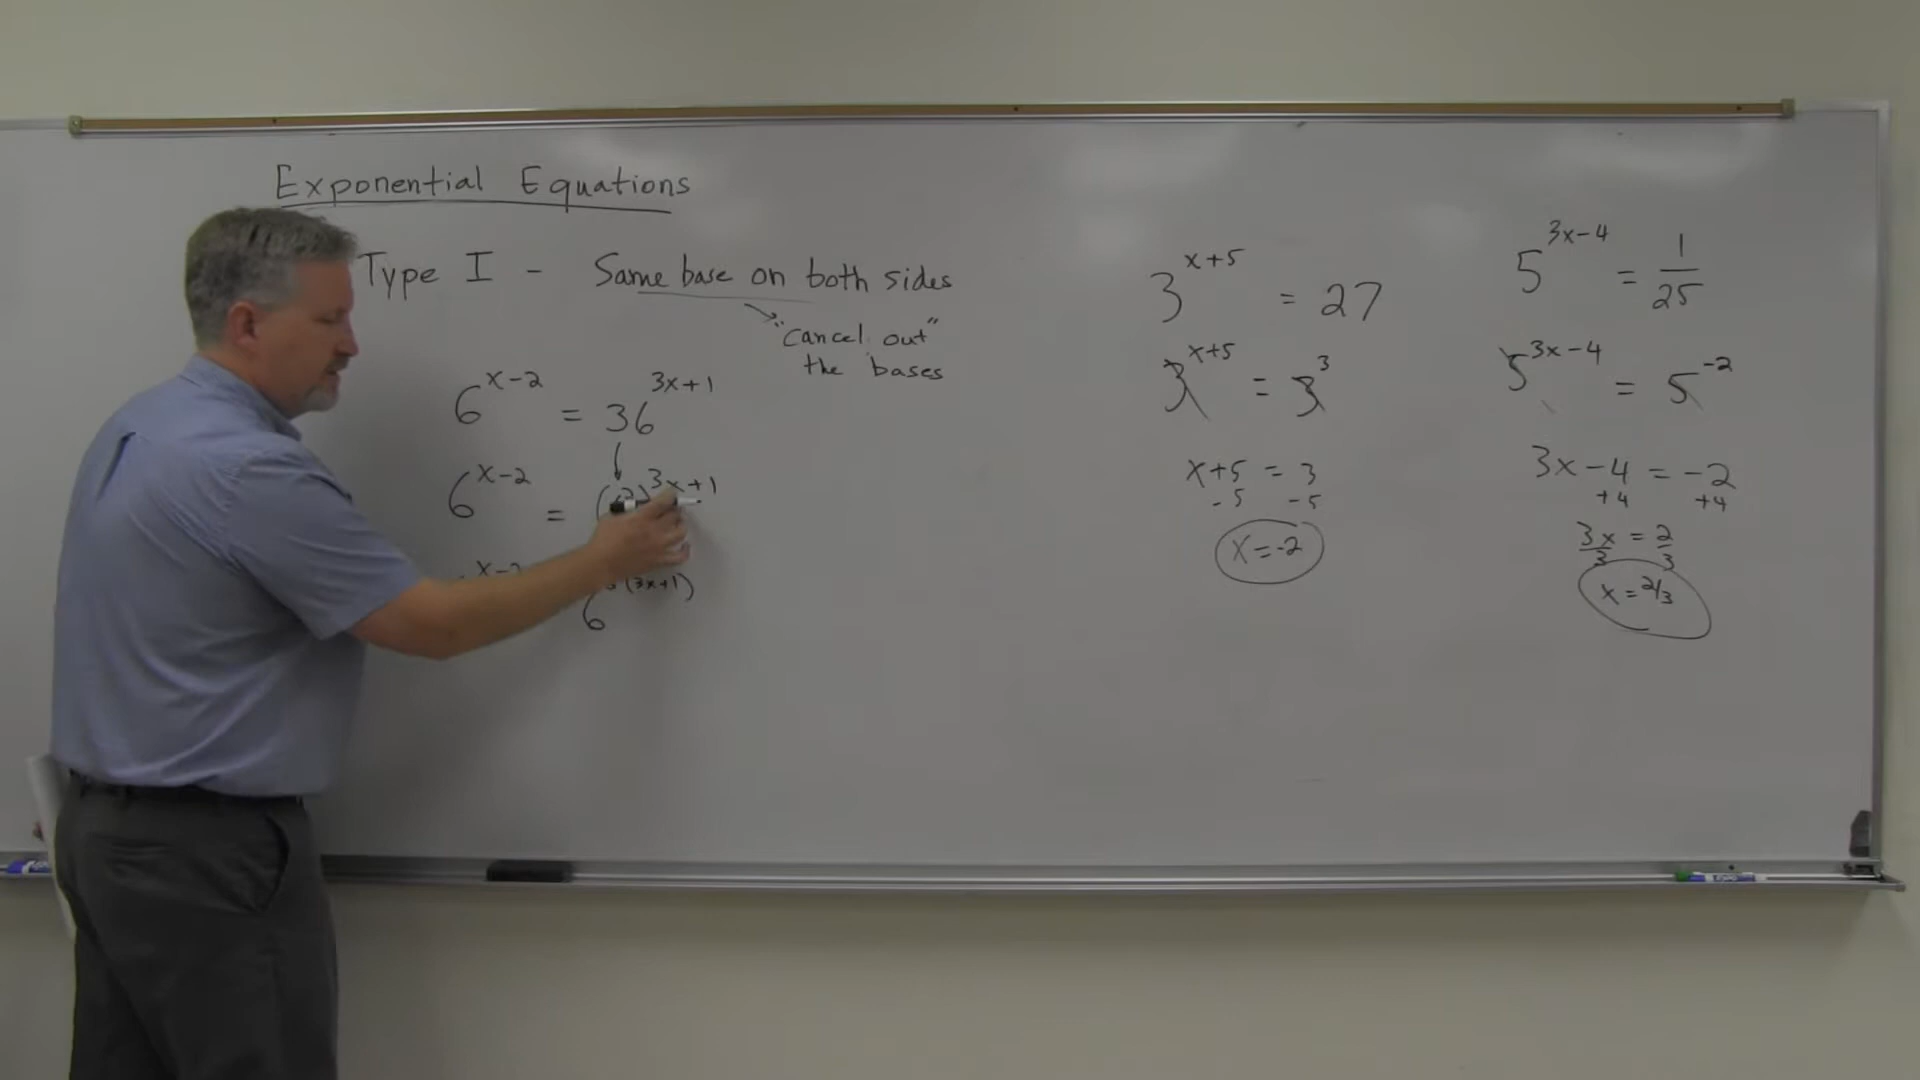 Exponential Equations
Type I - Same base on both sides
"cancel out"
the bases
6^(x-2) = 36^(3x+1)
6^(x-2) = (6^2)^(3x+1)
x-2 6^((3x+1))
3^(x+5) = 27
3^(x+5) = 3^3
x+5 = 3
-5 -5
x=-2
5^(3x-4) = 1/25
5^(3x-4) = 5^(-2)
3x-4 = -2
+4 +4
3x/3 = 2/3
x = 2/3
EXPO